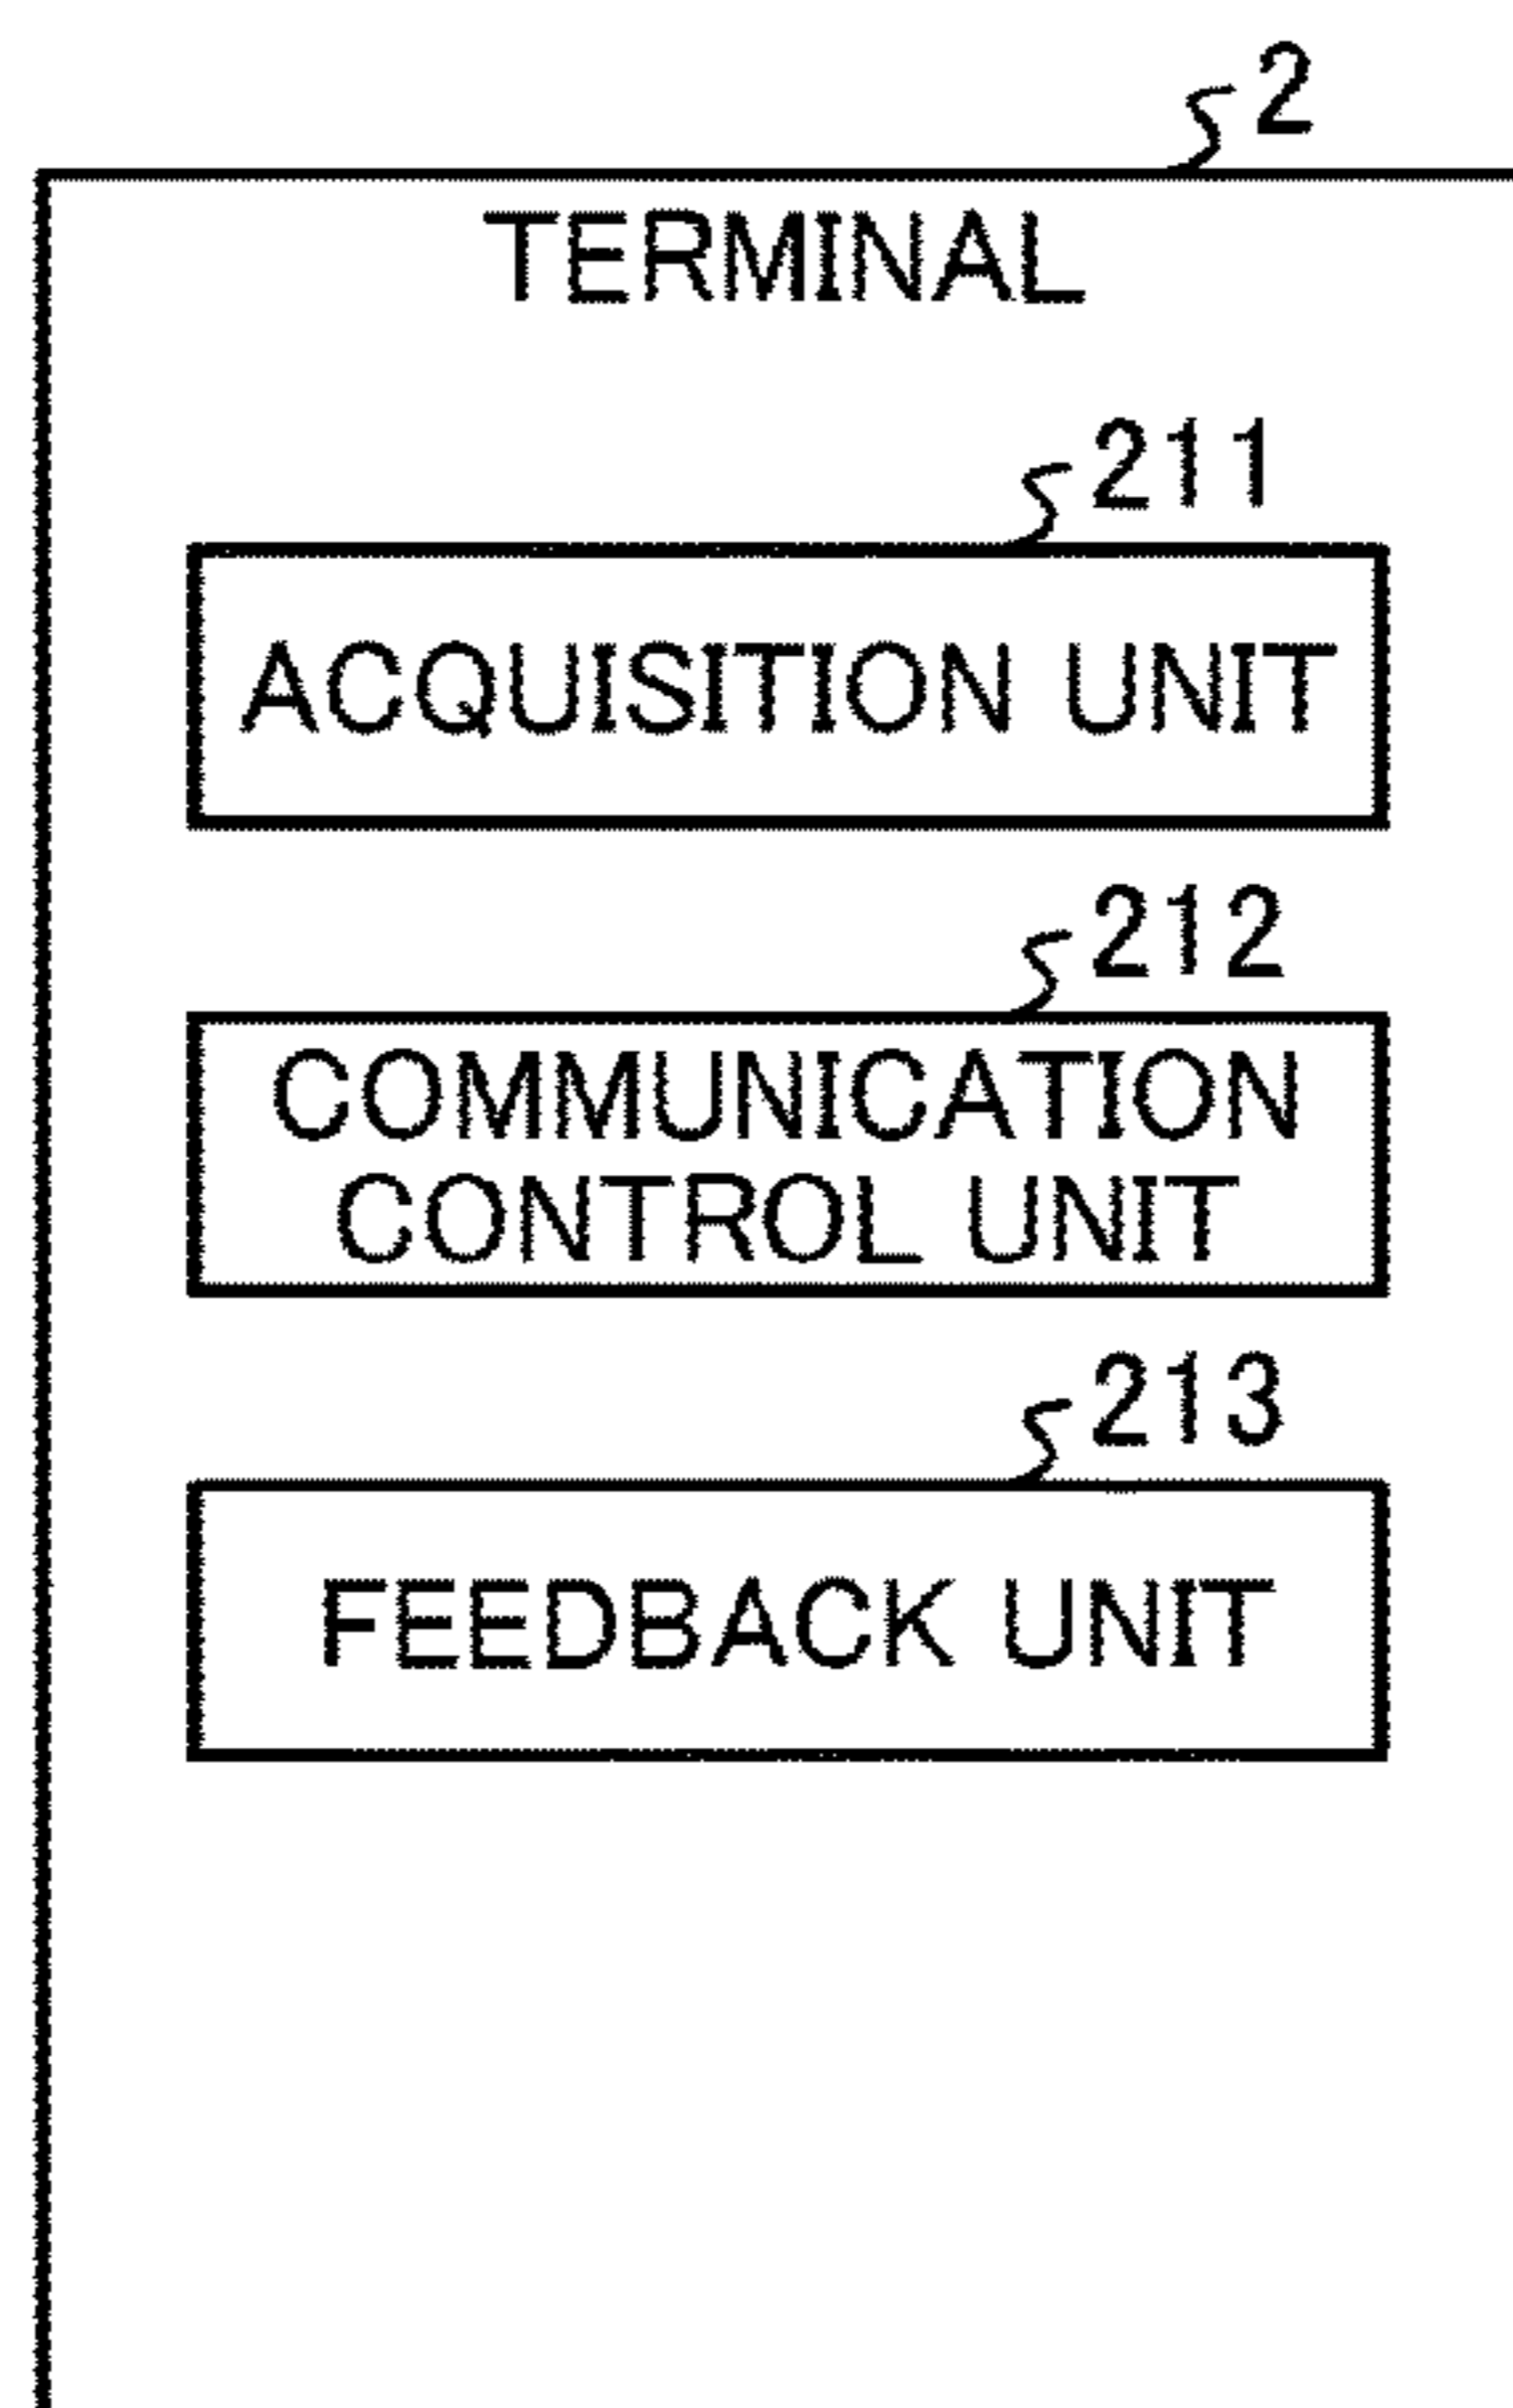 2
TERMINAL
211
ACQUISITION UNIT
212
COMMUNICATION
CONTROL UNIT
213
FEEDBACK UNIT